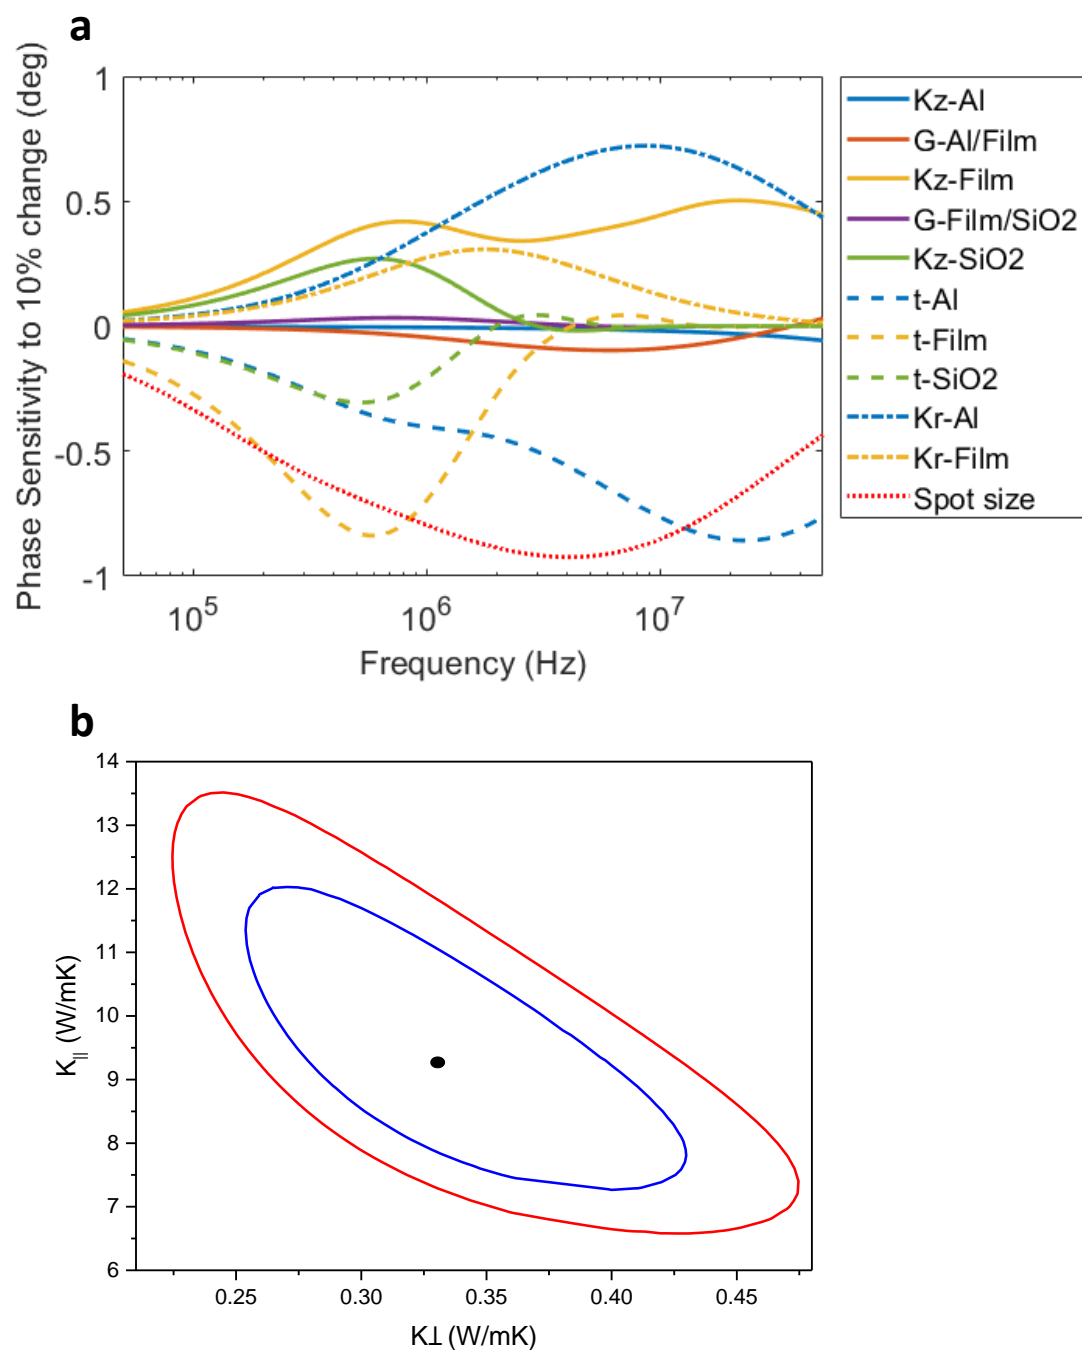 a
Phase Sensitivity to 10% change (deg)
1
0.5
0
-0.5
-1
10^5
10^6
10^7
Frequency (Hz)
Kz-Al
G-Al/Film
Kz-Film
G-Film/SiO2
Kz-SiO2
t-Al
t-Film
t-SiO2
Kr-Al
Kr-Film
Spot size
b
K_|| (W/mK)
14
13
12
11
10
9
8
7
6
0.25
0.30
0.35
0.40
0.45
K⊥ (W/mK)